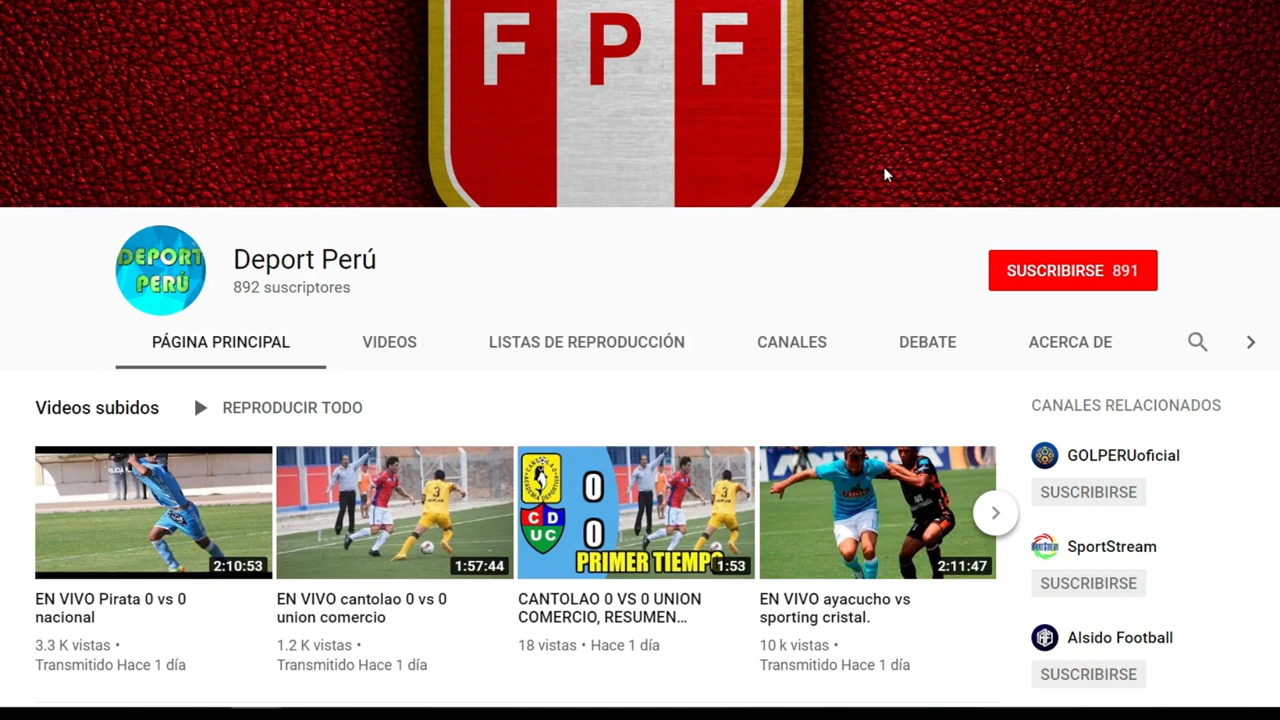 F P F
DEPORT
PERÚ
Deport Perú
892 suscriptores
SUSCRIBIRSE 891
PÁGINA PRINCIPAL
VIDEOS
LISTAS DE REPRODUCCIÓN
CANALES
DEBATE
ACERCA DE
Videos subidos
REPRODUCIR TODO
2:10:53
EN VIVO Pirata 0 vs 0
nacional
3.3 K vistas •
Transmitido Hace 1 día
3
1:57:44
EN VIVO cantolao 0 vs 0
union comercio
1.2 K vistas •
Transmitido Hace 1 día
0
C D
U C
0
3
PRIMER TIEMPO
1:53
CANTOLAO 0 VS 0 UNION
COMERCIO, RESUMEN...
18 vistas • Hace 1 día
2:11:47
EN VIVO ayacucho vs
sporting cristal.
10 k vistas •
Transmitido Hace 1 día
CANALES RELACIONADOS
GOLPERUoficial
SUSCRIBIRSE
SportStream
SUSCRIBIRSE
Alsido Football
SUSCRIBIRSE